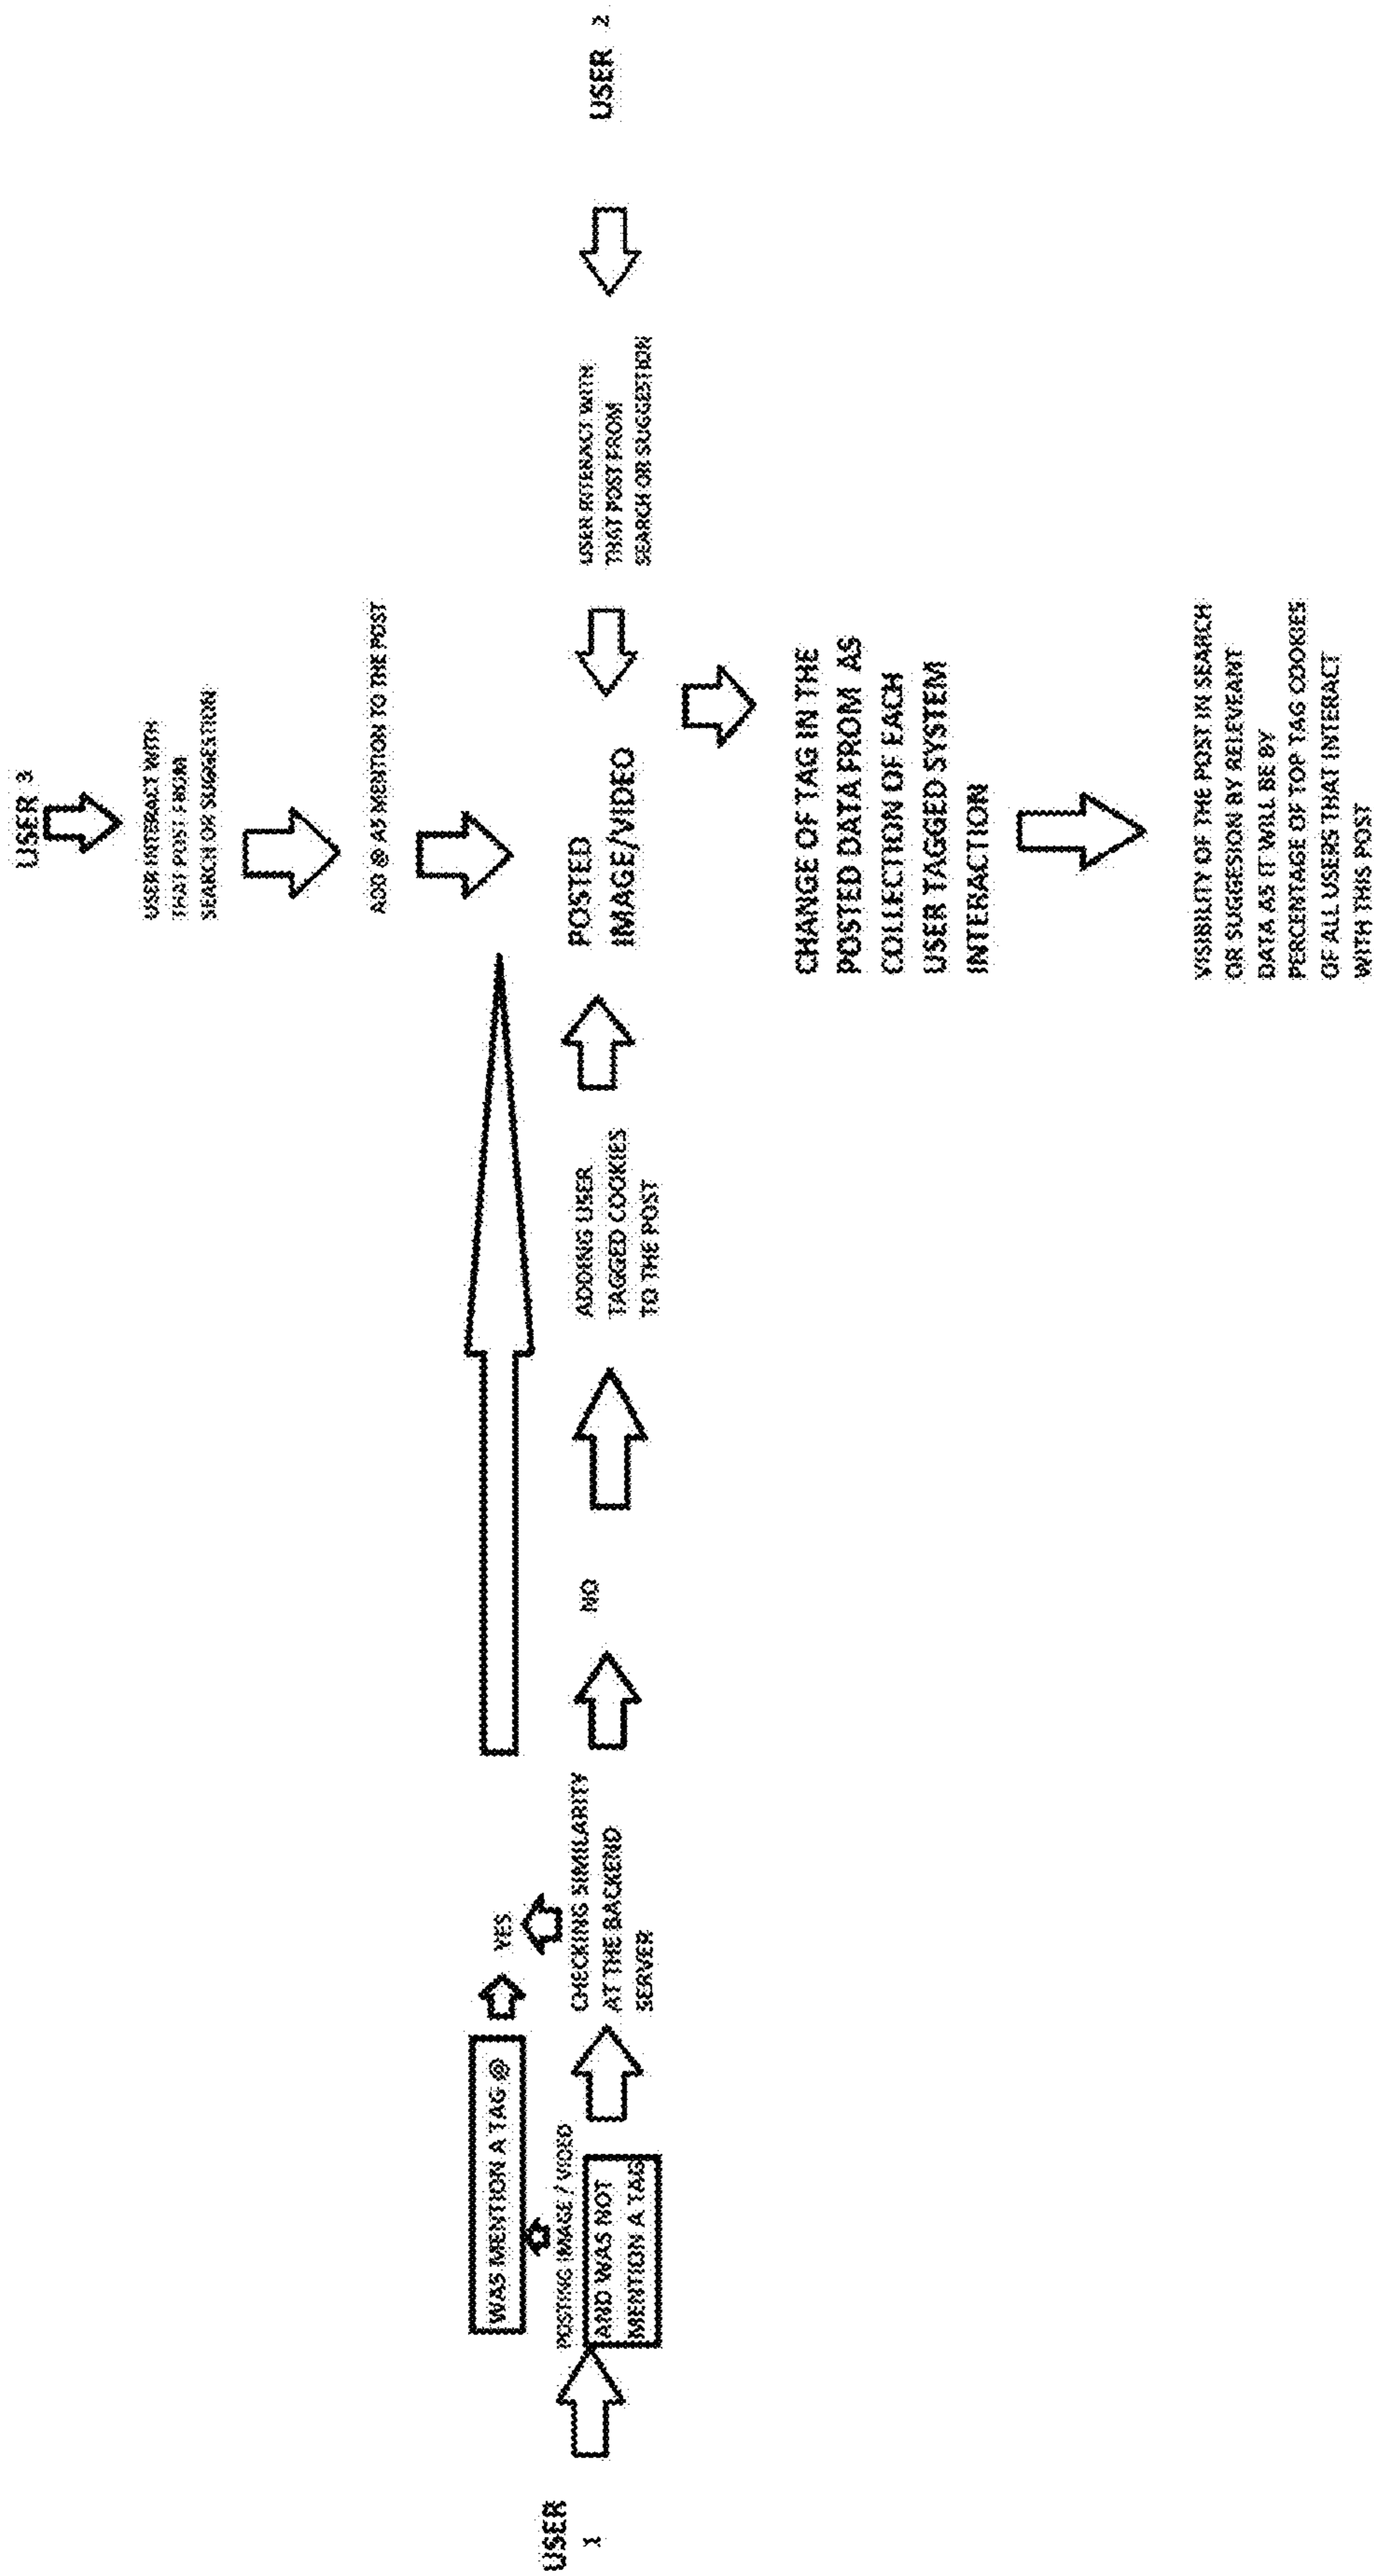 USER 3
USER INTERACT WITH
THAT POST FROM
SEARCH OR SUGGESTION
ADD @ AS MENTION TO THE POST
WAS MENTION A TAG @
YES
USER
1
POSTING IMAGE / VIDEO
AND WAS NOT
MENTION A TAG
CHECKING SIMILARITY
AT THE BACKEND
SERVER
NO
ADDING USER
TAGGED COOKIES
TO THE POST
POSTED
IMAGE/VIDEO
USER INTERACT WITH
THAT POST FROM
SEARCH OR SUGGESTION
USER 2
CHANGE OF TAG IN THE
POSTED DATA FROM AS
COLLECTION OF EACH
USER TAGGED SYSTEM
INTERACTION
VISIBILITY OF THE POST IN SEARCH
OR SUGGESION BY RELEVEANT
DATA AS IT WILL BE BY
PERCENTAGE OF TOP TAG COOKIES
OF ALL USERS THAT INTERACT
WITH THIS POST